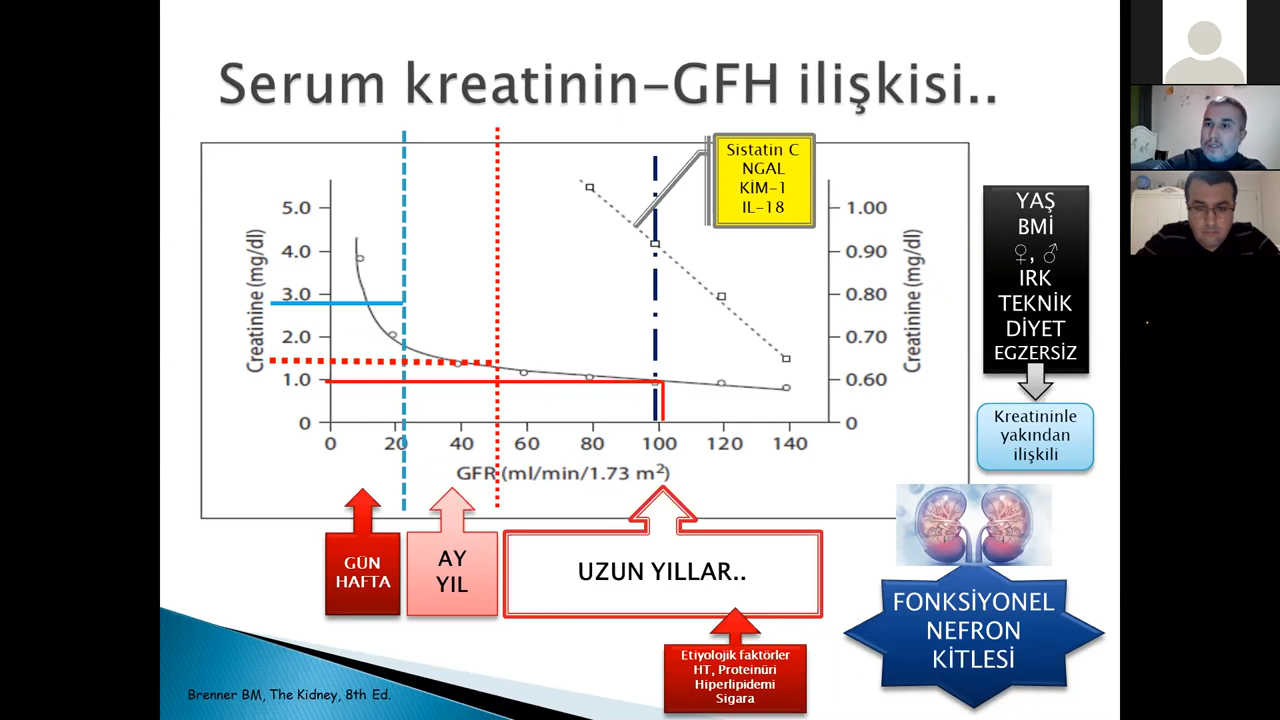 Serum kreatinin-GFH ilişkisi..
Sistatin C
NGAL
KİM-1
IL-18
Creatinine (mg/dl)
5.0
4.0
3.0
2.0
1.0
0
1.00
0.90
0.80
0.70
0.60
0
Creatinine (mg/dl)
0 20 40 60 80 100 120 140
GFR (ml/min/1.73 m²)
YAŞ
BMİ
♀, ♂
IRK
TEKNİK
DİYET
EGZERSİZ
Kreatininle
yakından
ilişkili
GÜN
HAFTA
AY
YIL
UZUN YILLAR..
Etiyolojik faktörler
HT, Proteinüri
Hiperlipidemi
Sigara
FONKSİYONEL
NEFRON
KİTLESİ
Brenner BM, The Kidney, 8th Ed.